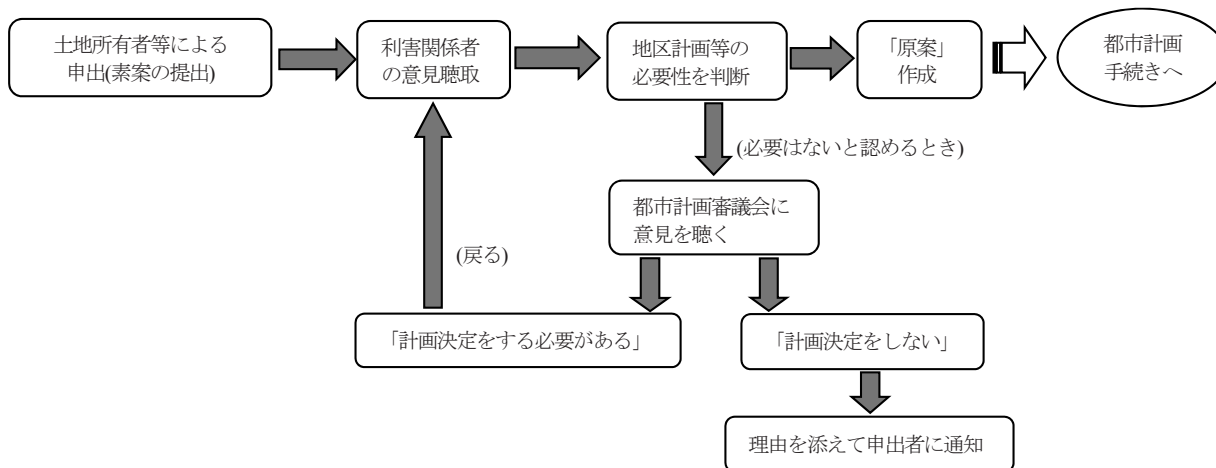 土地所有者等による
申出(素案の提出)
利害関係者
の意見聴取
地区計画等の
必要性を判断
「原案」
作成
都市計画
手続きへ
(必要はないと認めるとき)
都市計画審議会に
意見を聴く
(戻る)
「計画決定をする必要がある」
「計画決定をしない」
理由を添えて申出者に通知